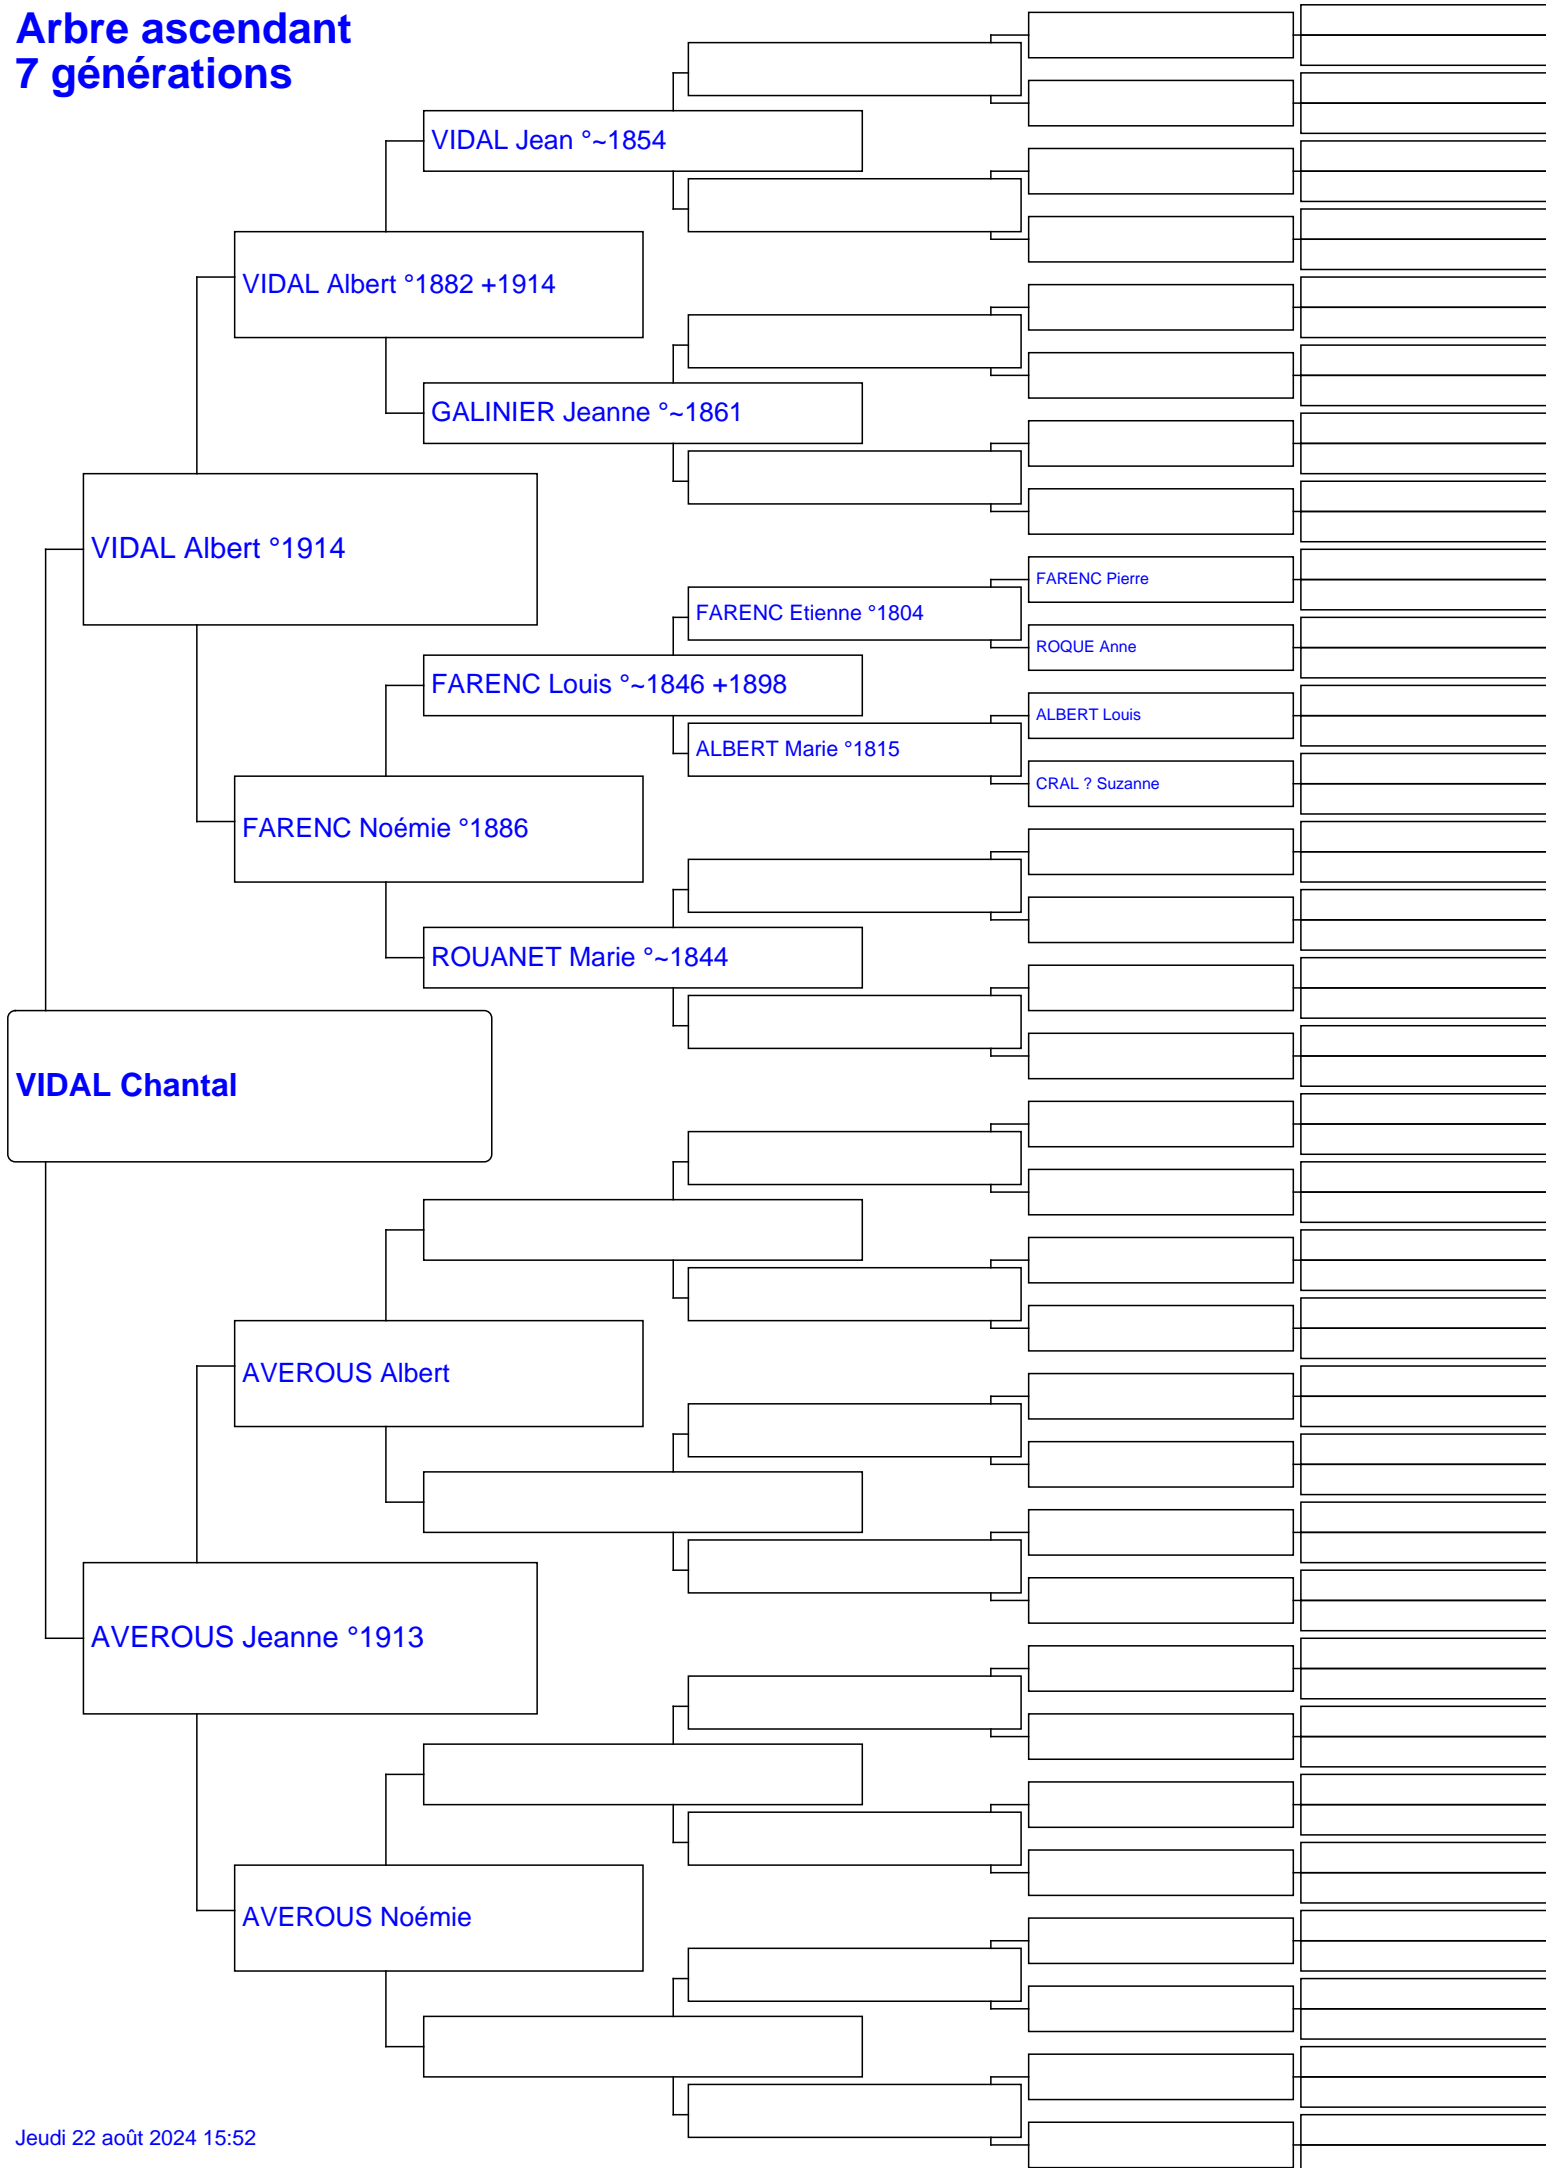 Arbre ascendant
7 générations
VIDAL Jean °~1854
VIDAL Albert °1882 +1914
GALINIER Jeanne °~1861
VIDAL Albert °1914
FARENC Pierre
FARENC Etienne °1804
ROQUE Anne
FARENC Louis °~1846 +1898
ALBERT Louis
ALBERT Marie °1815
CRAL ? Suzanne
FARENC Noémie °1886
ROUANET Marie °~1844
VIDAL Chantal
AVEROUS Albert
AVEROUS Jeanne °1913
AVEROUS Noémie
Jeudi 22 août 2024 15:52